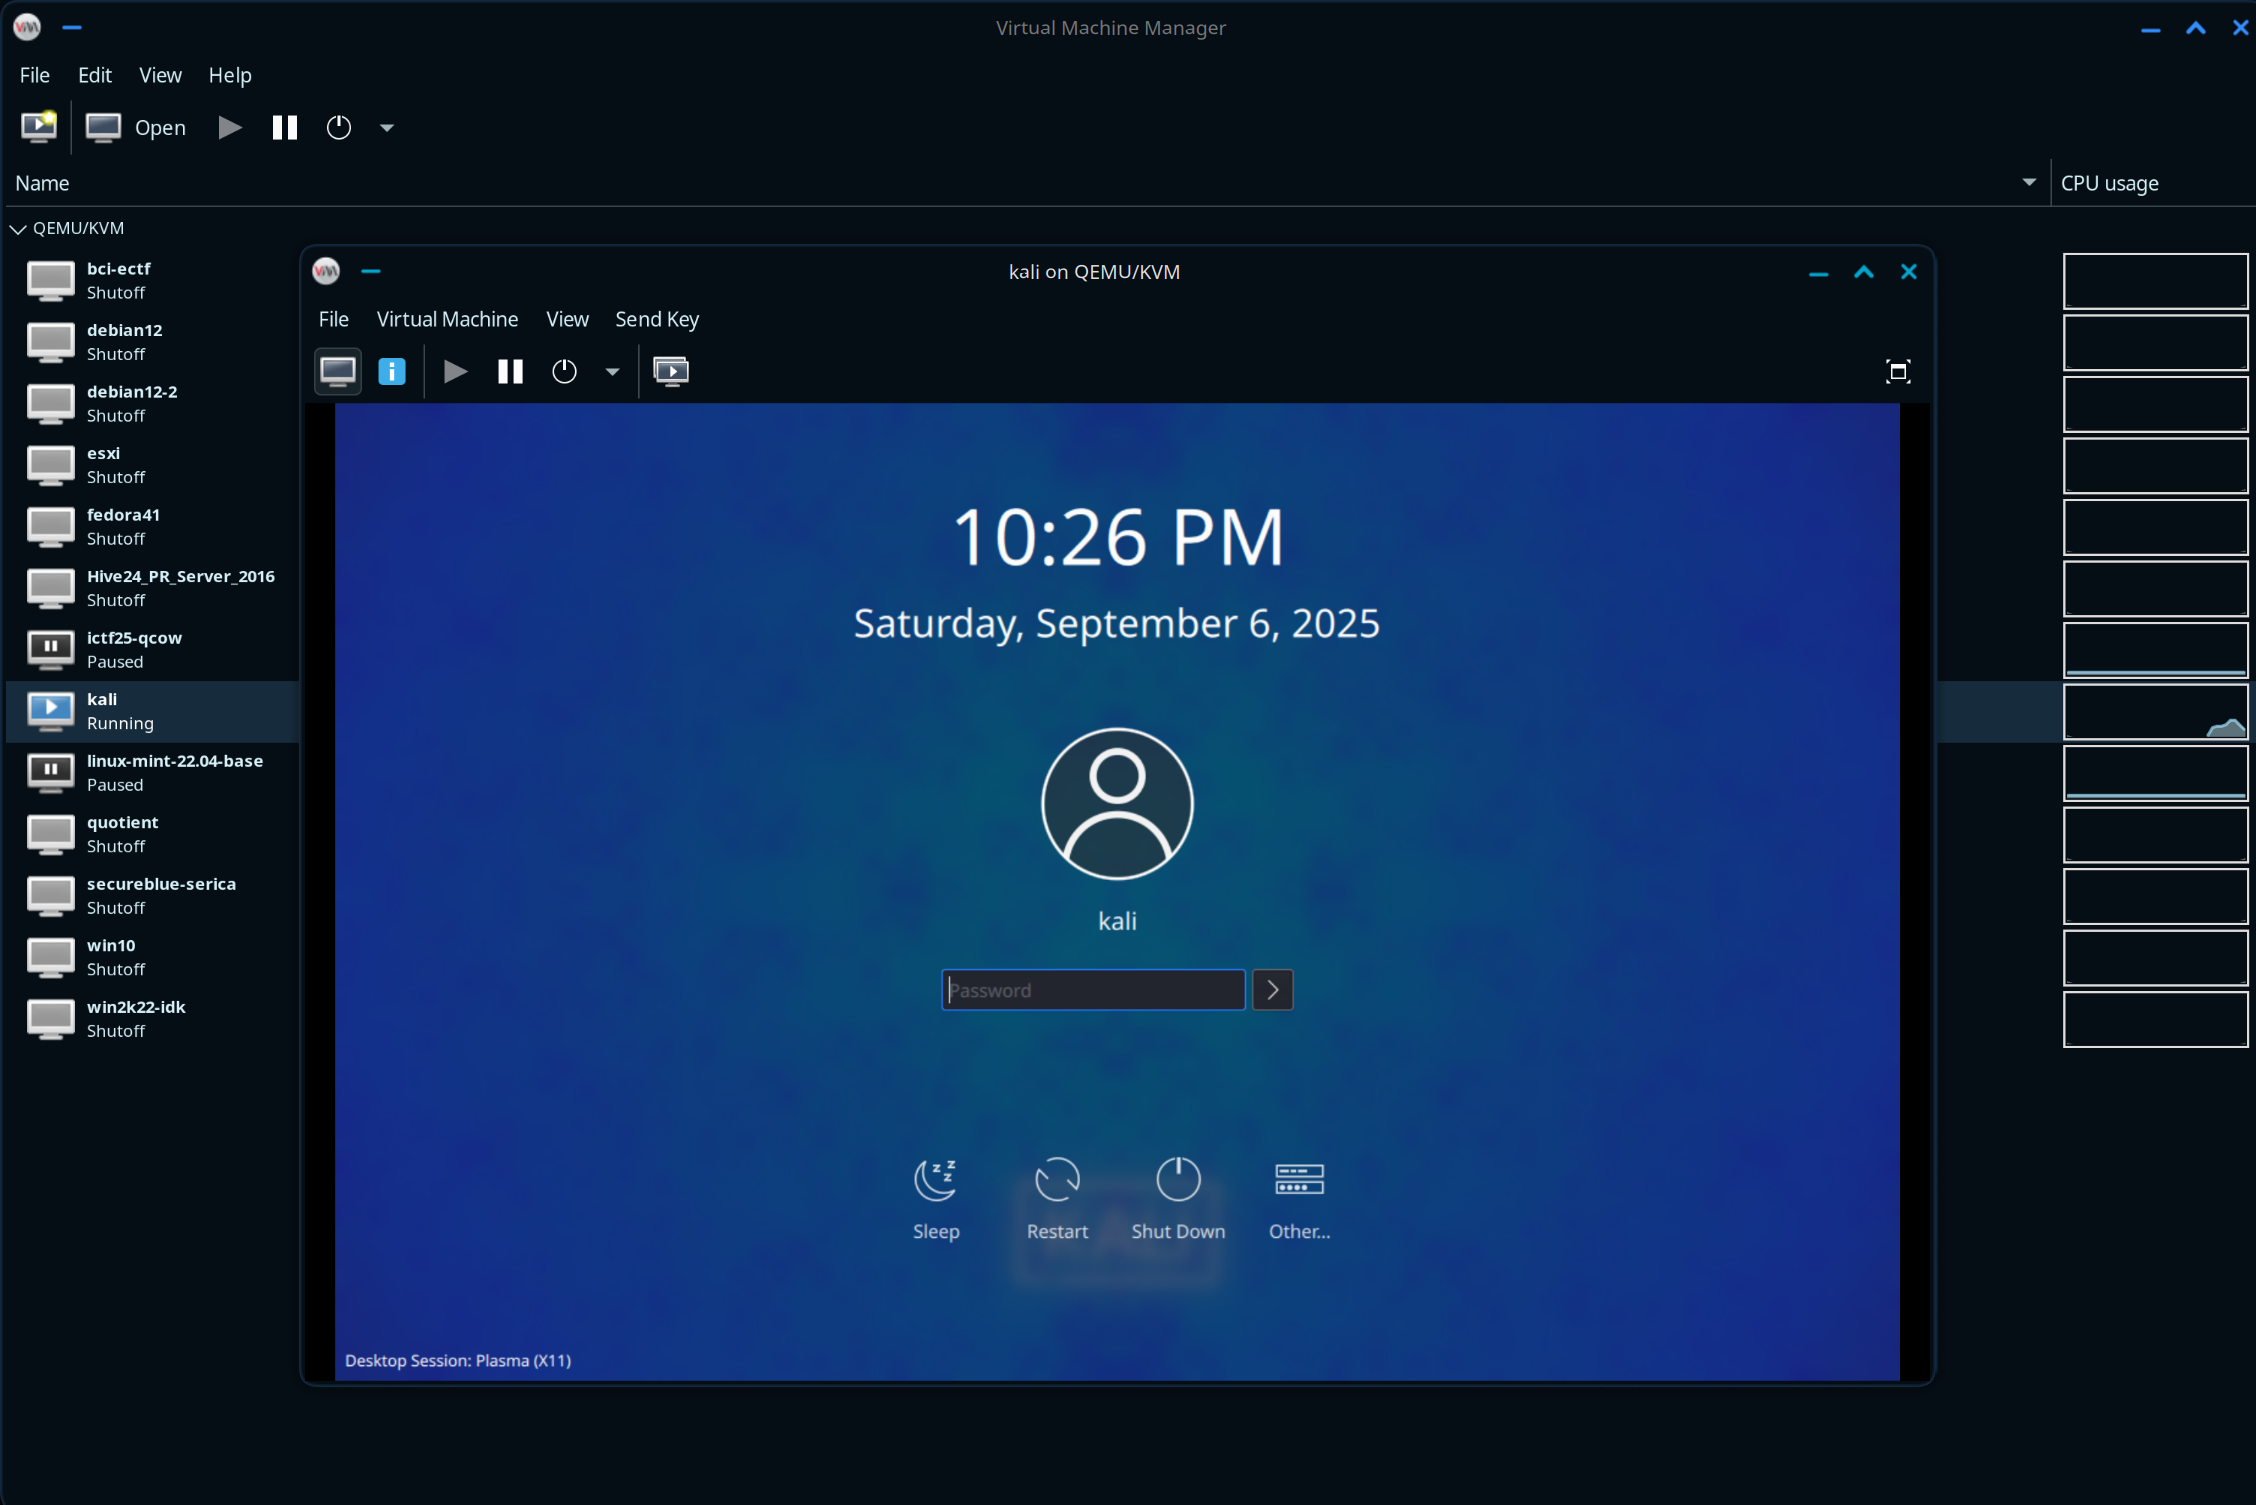 Virtual Machine Manager
File Edit View Help
Open
Name CPU usage
QEMU/KVM
bci-ectf
Shutoff
debian12
Shutoff
debian12-2
Shutoff
esxi
Shutoff
fedora41
Shutoff
Hive24_PR_Server_2016
Shutoff
ictf25-qcow
Paused
kali
Running
linux-mint-22.04-base
Paused
quotient
Shutoff
secureblue-serica
Shutoff
win10
Shutoff
win2k22-idk
Shutoff
kali on QEMU/KVM
File Virtual Machine View Send Key
10:26 PM
Saturday, September 6, 2025
kali
Password
Sleep Restart Shut Down Other...
Desktop Session: Plasma (X11)